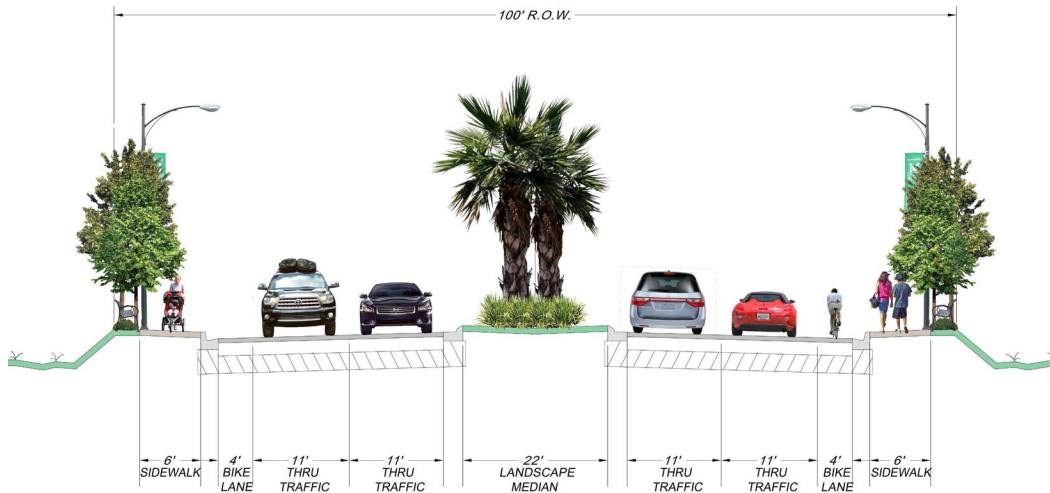 100' R.O.W.
6'
SIDEWALK
4'
BIKE
LANE
11'
THRU
TRAFFIC
11'
THRU
TRAFFIC
22'
LANDSCAPE
MEDIAN
11'
THRU
TRAFFIC
11'
THRU
TRAFFIC
4'
BIKE
LANE
6'
SIDEWALK